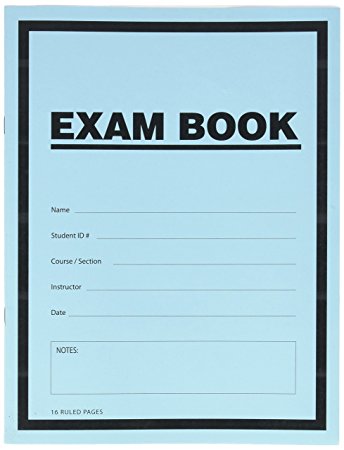 EXAM BOOK
Name
Student ID #
Course / Section
Instructor
Date
NOTES:
16 RULED PAGES